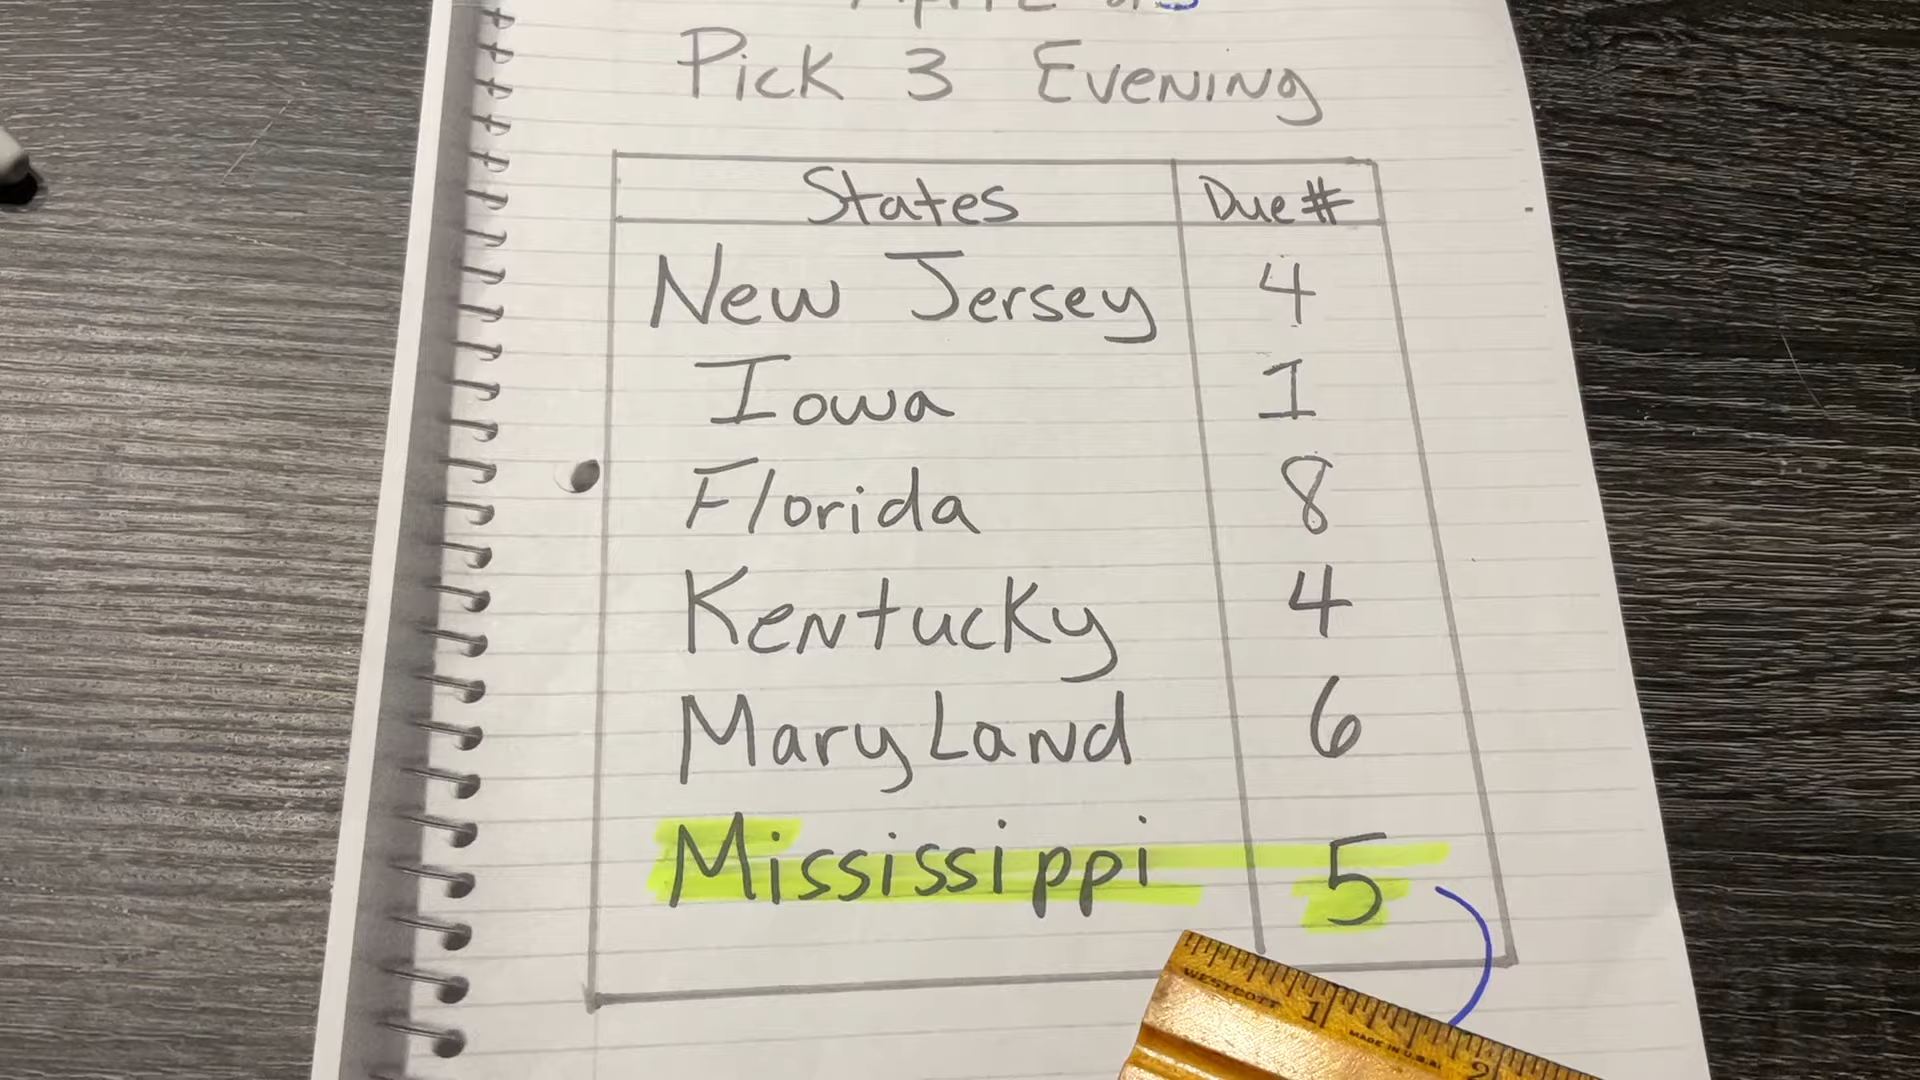 Pick 3 Evening
States Due #
New Jersey 4
Iowa 1
Florida 8
Kentucky 4
MaryLand 6
Mississippi 5
WESTCOTT 1 MADE IN U.S.A. 2